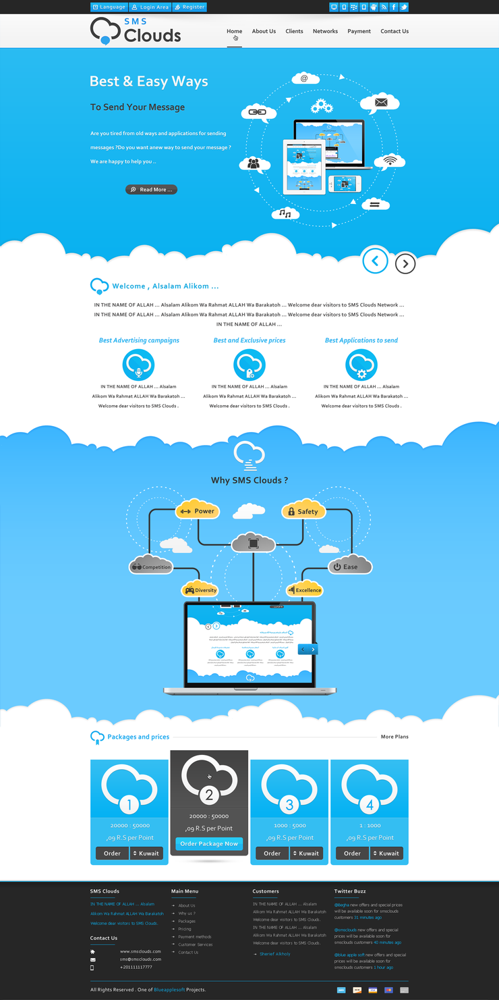 Language
Login Area
Register
SMS
Clouds
Home
About Us
Clients
Networks
Payment
Contact Us
Best & Easy Ways
To Send Your Message
Are you tired from old ways and applications for sending
messages ?Do you want anew way to send your message ?
We are happy to help you ..
Read More ...
@
Welcome , Alsalam Alikom ...
IN THE NAME OF ALLAH ... Alsalam Alikom Wa Rahmat ALLAH Wa Barakatoh ... Welcome dear visitors to SMS Clouds Network ...
IN THE NAME OF ALLAH ... Alsalam Alikom Wa Rahmat ALLAH Wa Barakatoh ... Welcome dear visitors to SMS Clouds Network ...
IN THE NAME OF ALLAH ...
Best Advertising campaigns
IN THE NAME OF ALLAH ... Alsalam
Alikom Wa Rahmat ALLAH Wa Barakatoh ...
Welcome dear visitors to SMS Clouds .
Best and Exclusive prices
IN THE NAME OF ALLAH ... Alsalam
Alikom Wa Rahmat ALLAH Wa Barakatoh ...
Welcome dear visitors to SMS Clouds .
Best Applications to send
IN THE NAME OF ALLAH ... Alsalam
Alikom Wa Rahmat ALLAH Wa Barakatoh ...
Welcome dear visitors to SMS Clouds .
Why SMS Clouds ?
Power
Safety
Competition
Ease
Diversity
Excellence
Packages and prices
More Plans
1
20000 : 50000
,09 R.S per Point
Order
Kuwait
2
20000 : 50000
,09 R.S per Point
Order Package Now
3
1000 : 5000
,09 R.S per Point
Order
Kuwait
4
1 : 1000
,09 R.S per Point
Order
Kuwait
SMS Clouds
IN THE NAME OF ALLAH ... Alsalam
Alikom Wa Rahmat ALLAH Wa Barakatoh
Welcome dear visitors to SMS Clouds.
Contact Us
www.smsclouds.com
sms@smsclouds.com
+201111117777
Main Menu
About Us
Why us ?
Packages
Pricing
Payment methods
Customer Services
Contact Us
Customers
IN THE NAME OF ALLAH ... Alsalam
Alikom Wa Rahmat ALLAH Wa Barakatoh
Welcome dear visitors to SMS Clouds.
IN THE NAME OF ALLAH ... Alsalam
Alikom Wa Rahmat ALLAH Wa Barakatoh
Welcome dear visitors to SMS Clouds.
Sherief Alkholy
Twitter Buzz
@Begha new offers and special prices
will be available soon for smsclouds
customers 31 minutes ago
@smsclouds new offers and special
prices will be available soon for
smsclouds customers 40 minutes ago
@blue apple soft new offers and special
prices will be available soon for
smsclouds customers 1 hour ago
All Rights Reserved . One of Blueapplesoft Projects.